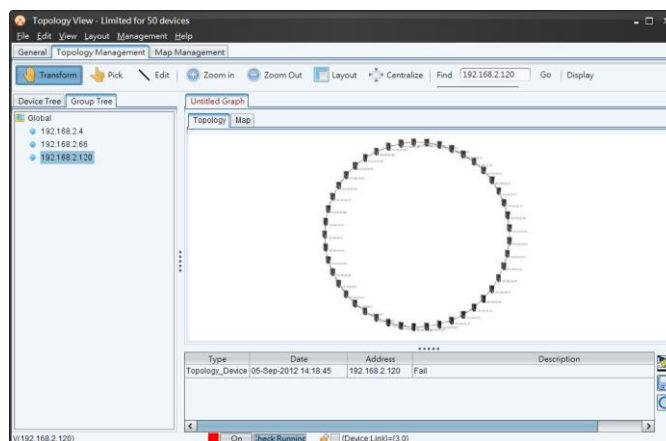 Topology View - Limited for 50 devices
File Edit View Layout Management Help
General Topology Management Map Management
Transform Pick Edit Zoom in Zoom Out Layout Centralize Find 192.168.2.120 Go Display
Device Tree Group Tree
Untitled Graph
Global
192.168.2.4
192.168.2.66
192.168.2.120
Topology Map
Type Date Address Description
Topology_Device 05-Sep-2012 14:18:45 192.168.2.120 Fail
V(192.168.2.120) On Check Running (Device:Link)=(3,0)